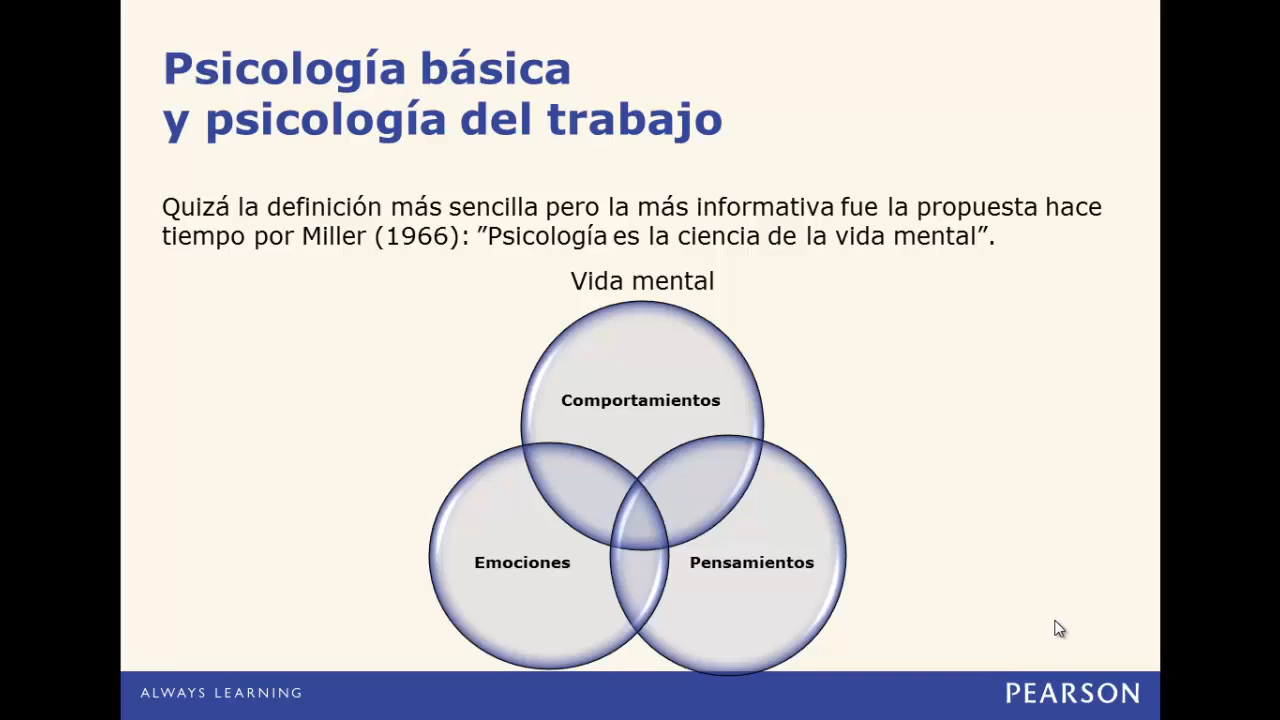 Psicología básica
y psicología del trabajo
Quizá la definición más sencilla pero la más informativa fue la propuesta hace
tiempo por Miller (1966): ”Psicología es la ciencia de la vida mental”.
Vida mental
Comportamientos
Emociones
Pensamientos
ALWAYS LEARNING
PEARSON